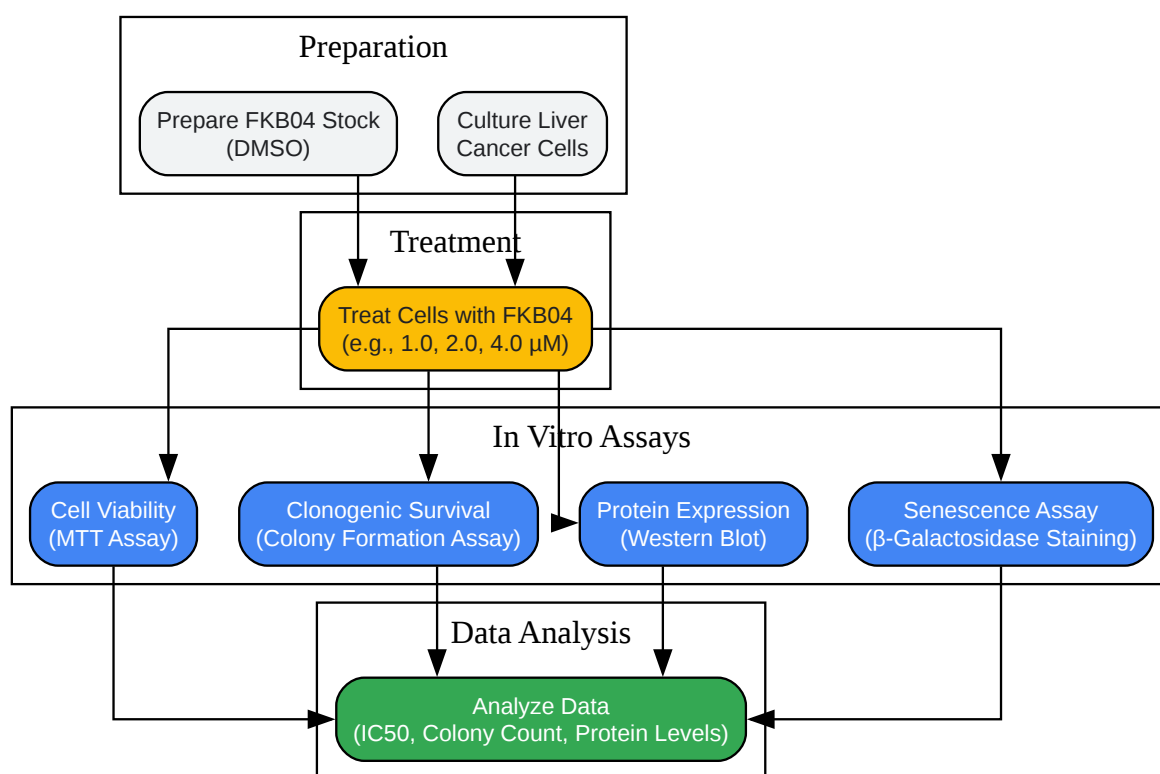 Preparation
Prepare FKB04 Stock
(DMSO)
Culture Liver
Cancer Cells
Treatment
Treat Cells with FKB04
(e.g., 1.0, 2.0, 4.0 µM)
In Vitro Assays
Cell Viability
(MTT Assay)
Clonogenic Survival
(Colony Formation Assay)
Protein Expression
(Western Blot)
Senescence Assay
(β-Galactosidase Staining)
Data Analysis
Analyze Data
(IC50, Colony Count, Protein Levels)